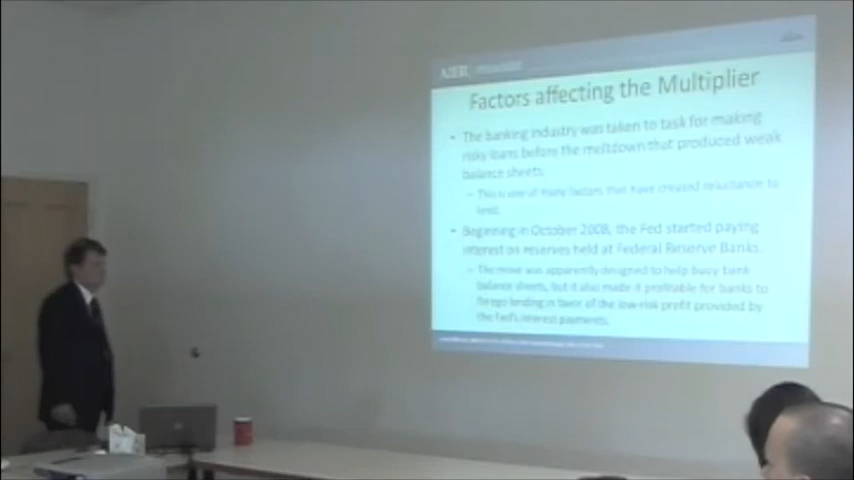 AIER
Factors affecting the Multiplier
• The banking industry was taken to task for making
risky loans before the meltdown that produced weak
balance sheets.
– This is one of many factors that have created reluctance to
lend.
• Beginning in October 2008, the Fed started paying
interest on reserves held at Federal Reserve Banks.
– The move was apparently designed to help buoy bank
balance sheets, but it also made it profitable for banks to
forego lending in favor of the low-risk profit provided by
the Fed's interest payments.